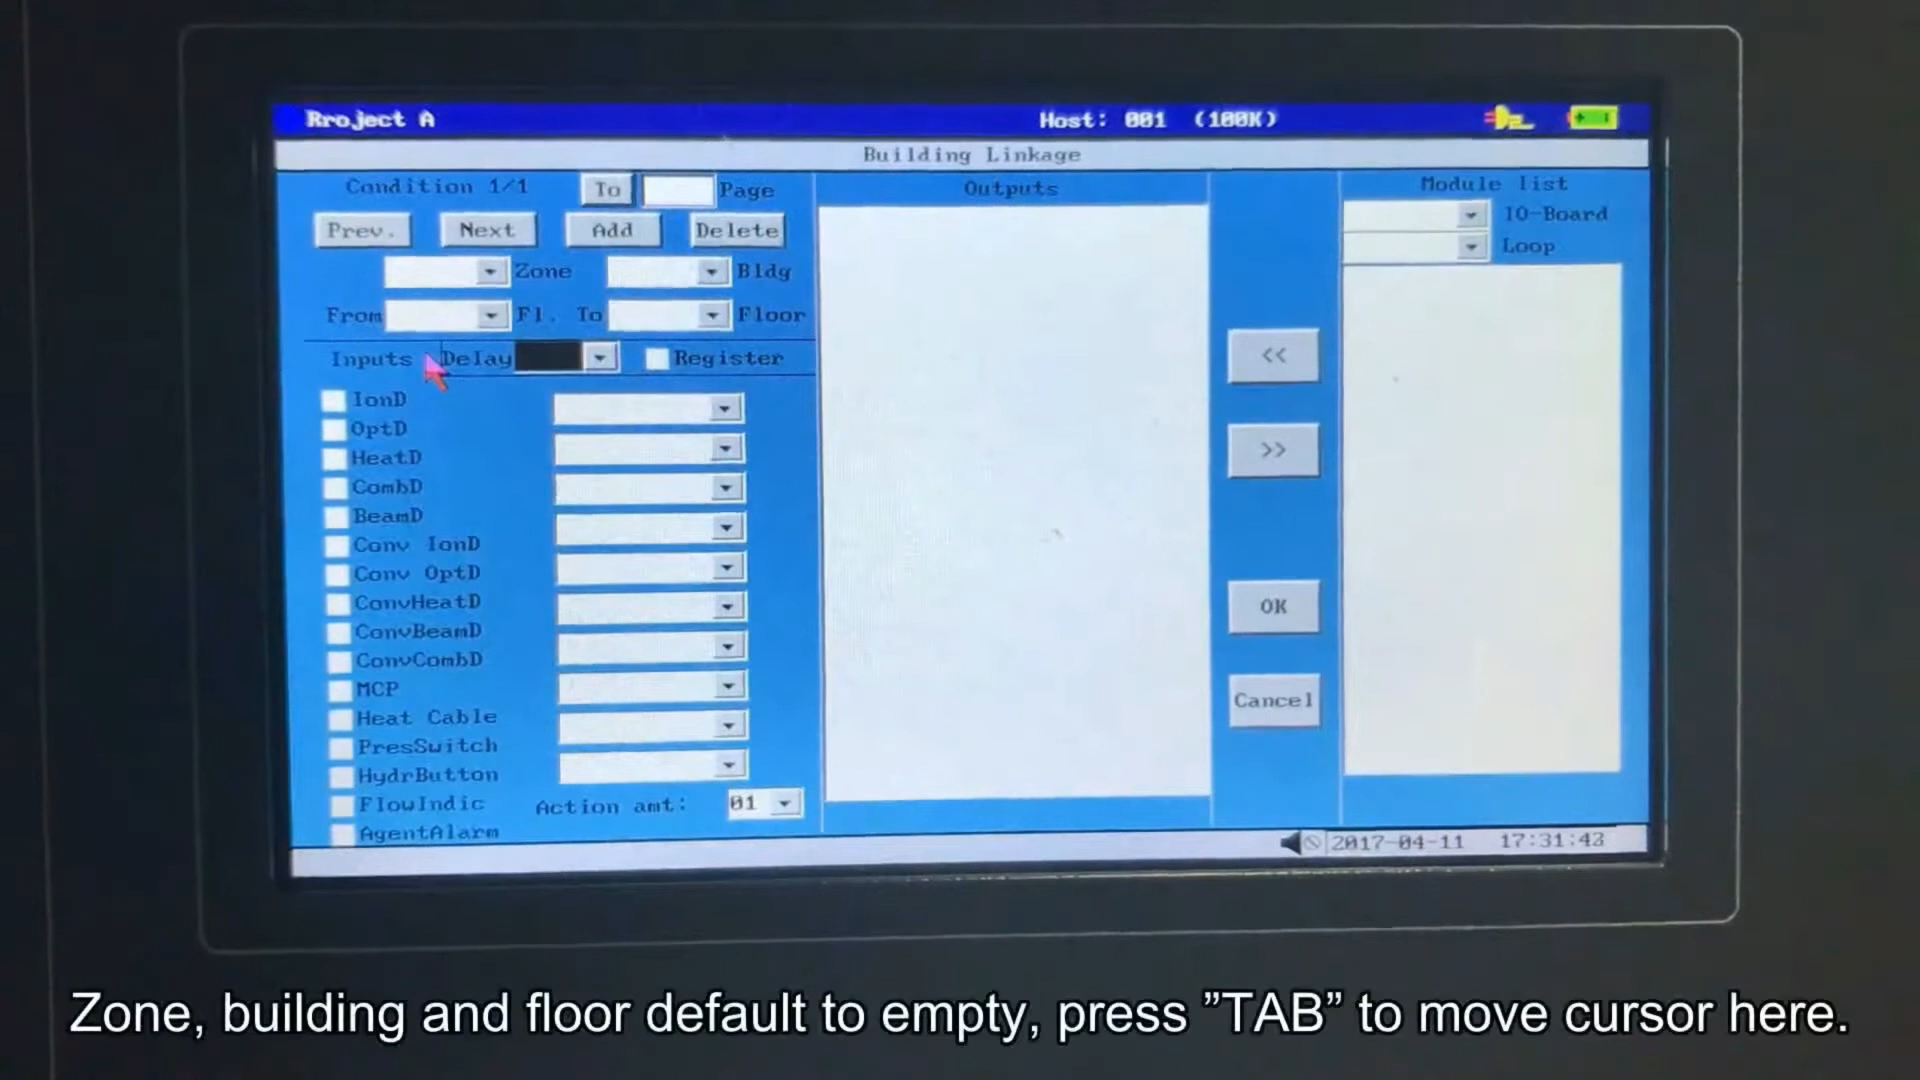 Rroject A
Host: 001 (100K)
Building Linkage
Condition 1/1
To
Page
Prev.
Next
Add
Delete
Zone
Bldg
From
Fl. To
Floor
Inputs
Delay
Register
IonD
OptD
HeatD
CombD
BeamD
Conv IonD
Conv OptD
ConvHeatD
ConvBeamD
ConvCombD
MCP
Heat Cable
PresSwitch
HydrButton
FlowIndic
AgentAlarm
Action amt: 01
Outputs
<<
>>
OK
Cancel
Module list
IO-Board
Loop
2017-04-11 17:31:43
Zone, building and floor default to empty, press ”TAB” to move cursor here.